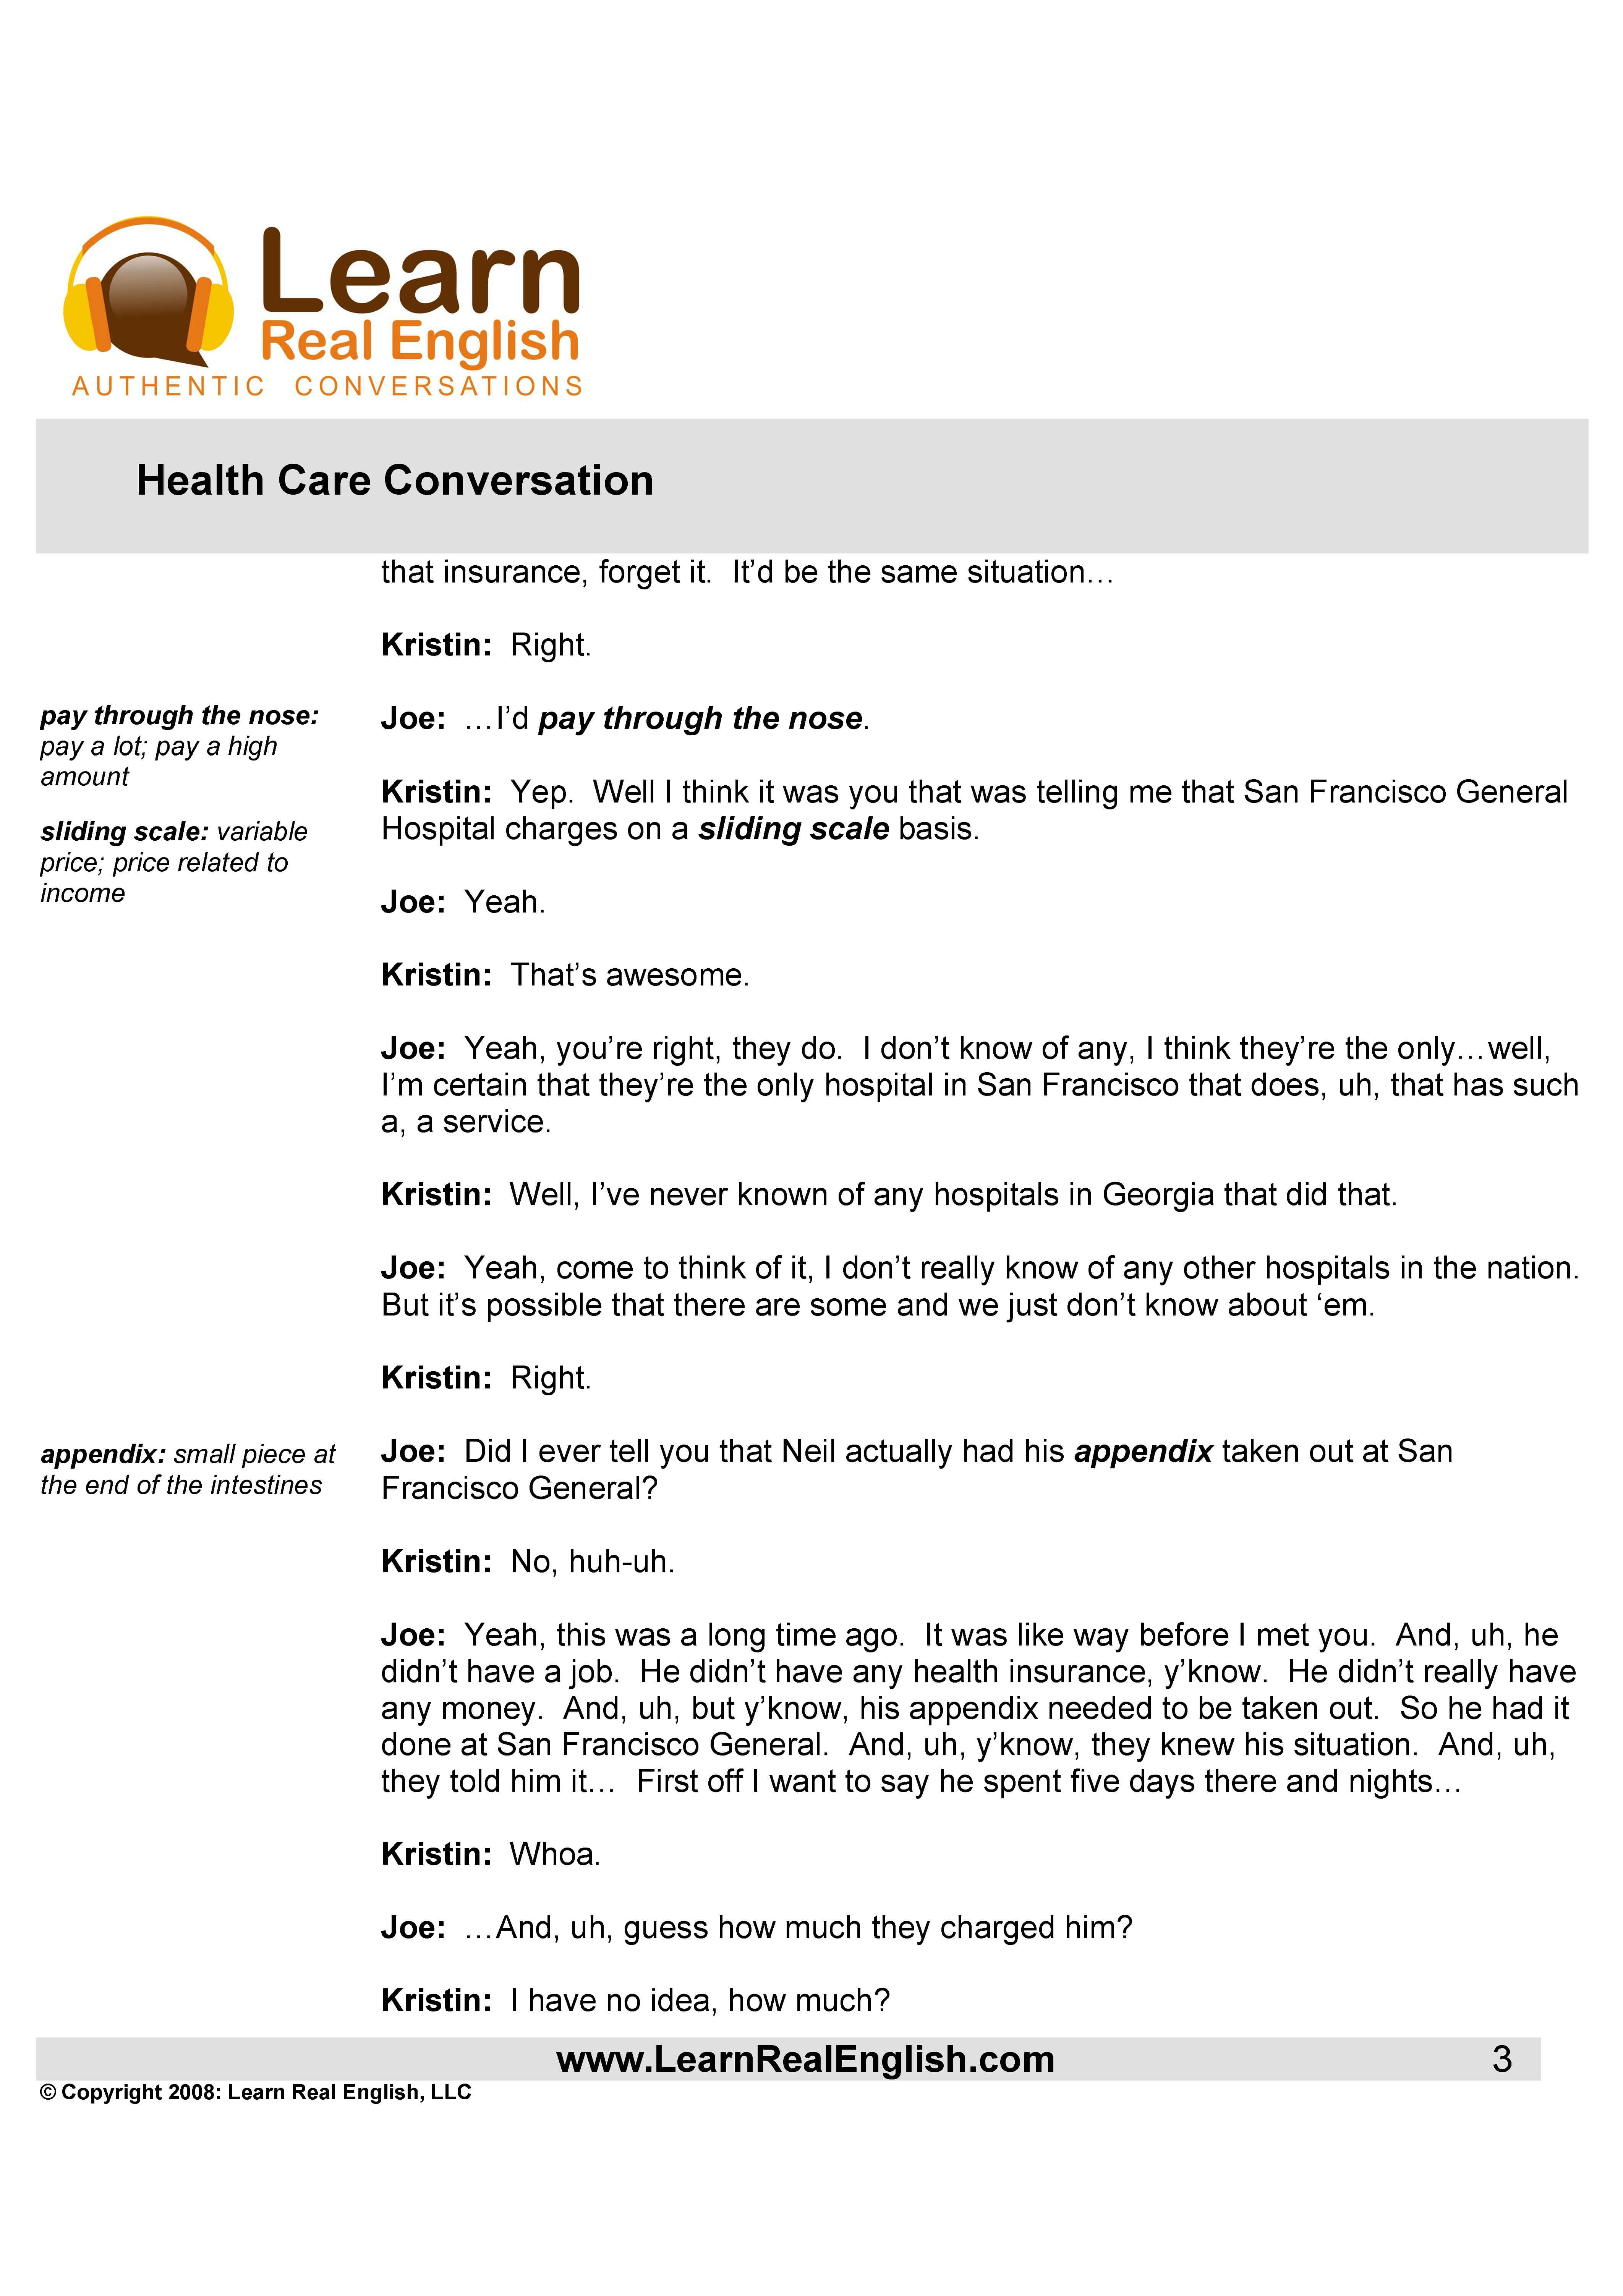 Learn
Real English
AUTHENTIC CONVERSATIONS
Health Care Conversation
that insurance, forget it.  It’d be the same situation…
Kristin:  Right.
pay through the nose:
pay a lot; pay a high
amount
Joe:  …I’d pay through the nose.
Kristin:  Yep.  Well I think it was you that was telling me that San Francisco General
Hospital charges on a sliding scale basis.
sliding scale: variable
price; price related to
income
Joe:  Yeah.
Kristin:  That’s awesome.
Joe:  Yeah, you’re right, they do.  I don’t know of any, I think they’re the only…well,
I’m certain that they’re the only hospital in San Francisco that does, uh, that has such
a, a service.
Kristin:  Well, I’ve never known of any hospitals in Georgia that did that.
Joe:  Yeah, come to think of it, I don’t really know of any other hospitals in the nation.
But it’s possible that there are some and we just don’t know about ‘em.
Kristin:  Right.
appendix: small piece at
the end of the intestines
Joe:  Did I ever tell you that Neil actually had his appendix taken out at San
Francisco General?
Kristin:  No, huh-uh.
Joe:  Yeah, this was a long time ago.  It was like way before I met you.  And, uh, he
didn’t have a job.  He didn’t have any health insurance, y’know.  He didn’t really have
any money.  And, uh, but y’know, his appendix needed to be taken out.  So he had it
done at San Francisco General.  And, uh, y’know, they knew his situation.  And, uh,
they told him it…  First off I want to say he spent five days there and nights…
Kristin:  Whoa.
Joe:  …And, uh, guess how much they charged him?
Kristin:  I have no idea, how much?
www.LearnRealEnglish.com 3
© Copyright 2008: Learn Real English, LLC